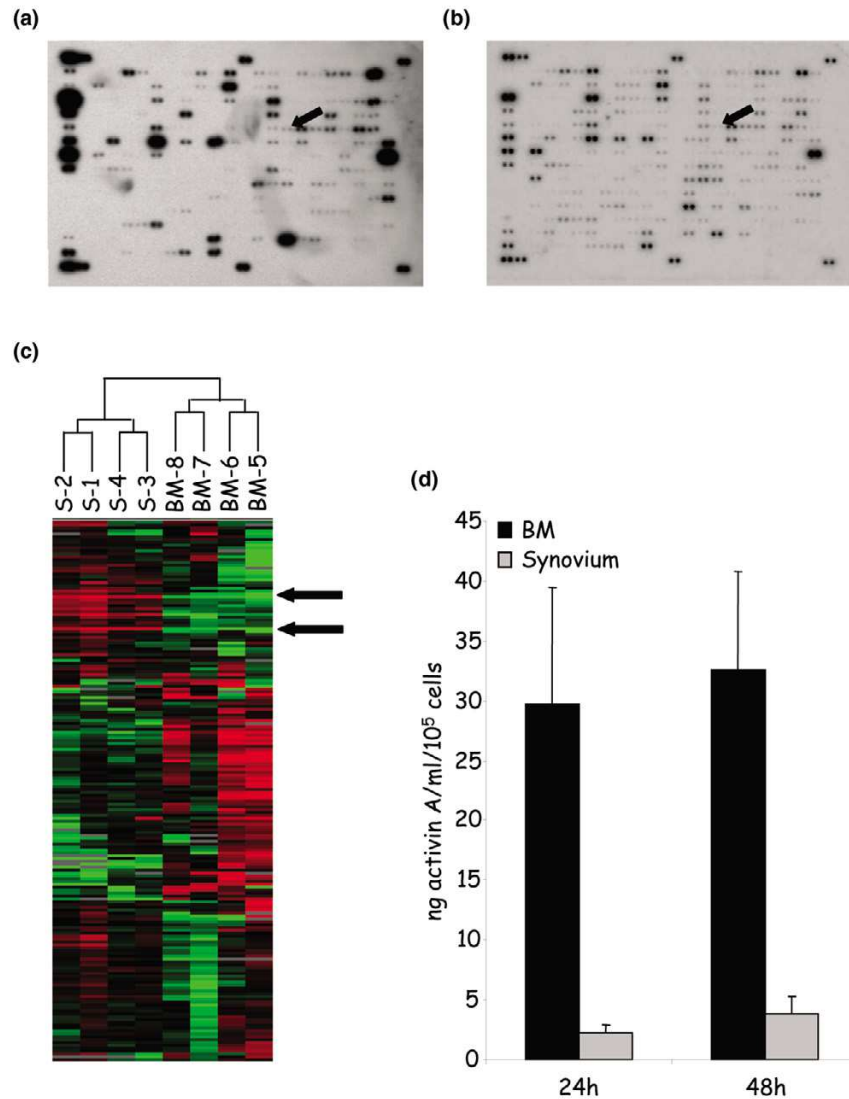 (a)
(b)
(c)
S-2
S-1
S-4
S-3
BM-8
BM-7
BM-6
BM-5
(d)
45
BM
Synovium
40
35
30
25
20
15
10
5
0
ng activin A/ml/10⁵ cells
24h
48h